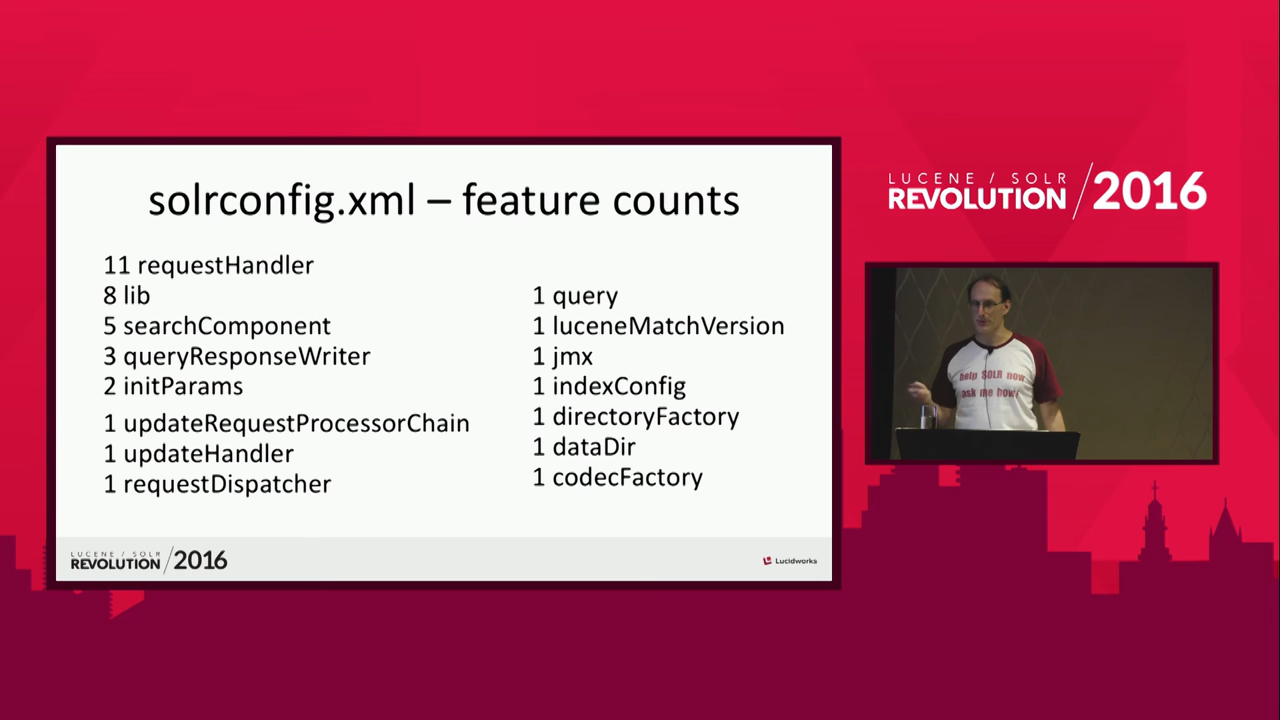 solrconfig.xml – feature counts
11 requestHandler
8 lib
5 searchComponent
3 queryResponseWriter
2 initParams
1 updateRequestProcessorChain
1 updateHandler
1 requestDispatcher
1 query
1 luceneMatchVersion
1 jmx
1 indexConfig
1 directoryFactory
1 dataDir
1 codecFactory
LUCENE / SOLR
REVOLUTION /2016
Lucidworks
LUCENE / SOLR
REVOLUTION /2016
help SOLR now
ask me how!